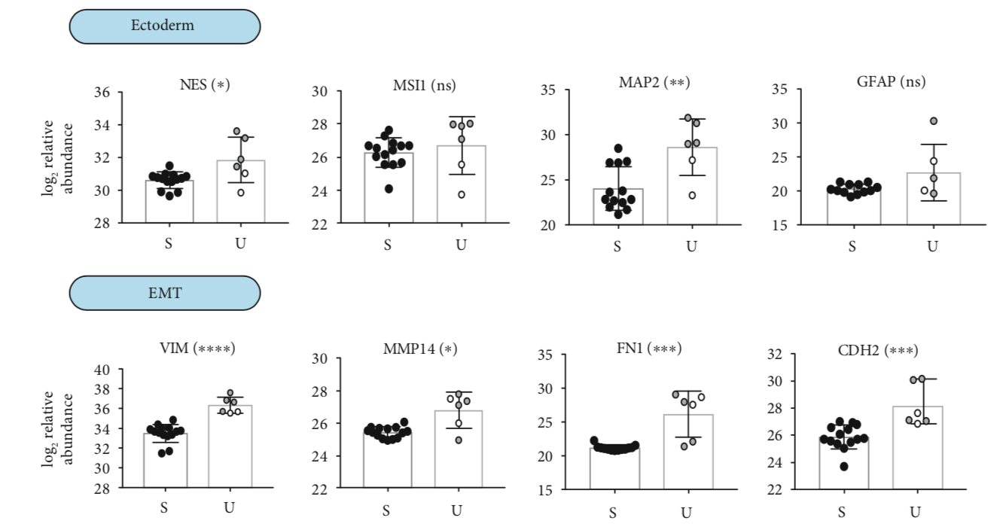 Ectoderm
NES (*)
MSI1 (ns)
MAP2 (**)
GFAP (ns)
log2 relative
abundance
36
34
32
30
28
S U
30
28
26
24
22
S U
35
30
25
20
S U
35
30
25
20
15
S U
EMT
VIM (****)
MMP14 (*)
FN1 (***)
CDH2 (***)
log2 relative
abundance
40
38
36
34
32
30
28
S U
30
28
26
24
22
S U
35
30
25
20
15
S U
32
30
28
26
24
22
S U